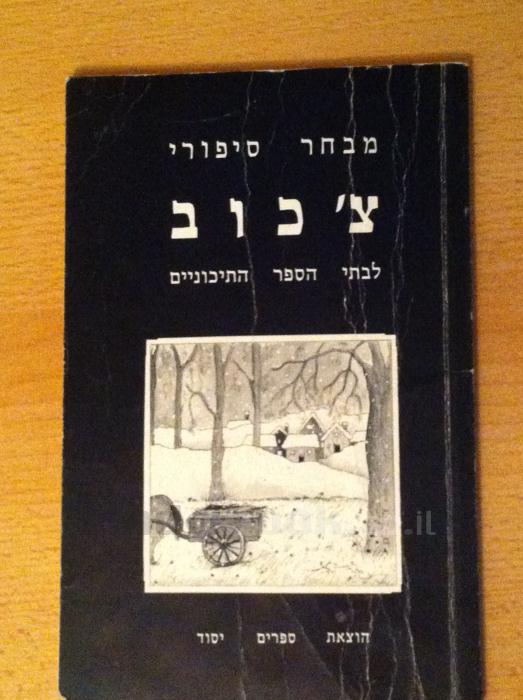 מבחר סיפורי
צ'כוב
לבתי הספר התיכוניים
הוצאת ספרים יסוד